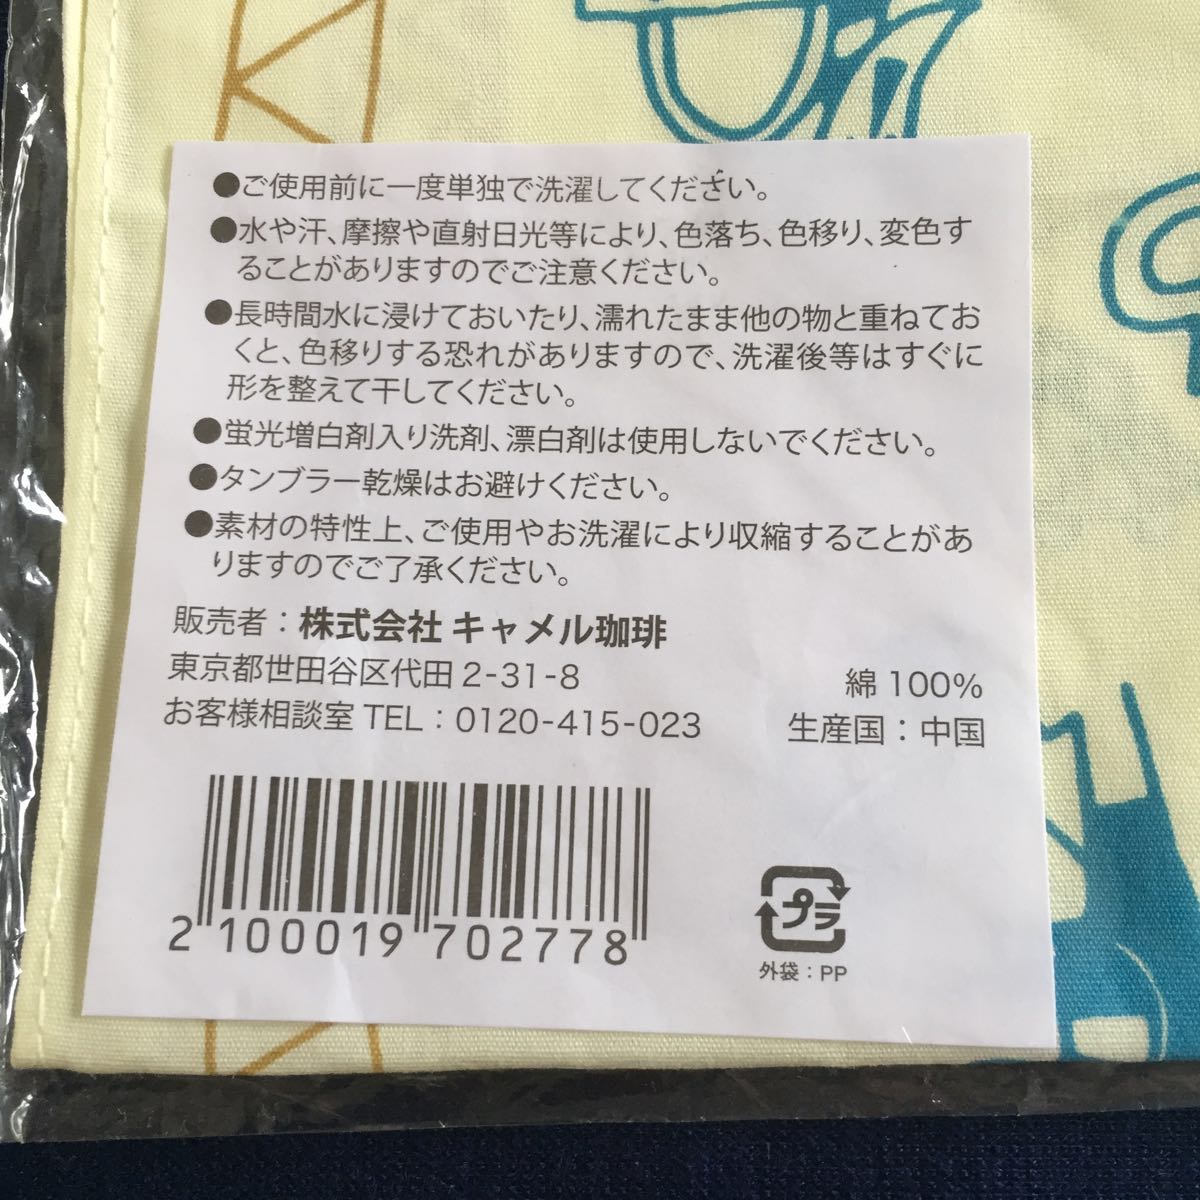 ●ご使用前に一度単独で洗濯してください。
●水や汗、摩擦や直射日光等により、色落ち、色移り、変色す
ることがありますのでご注意ください。
●長時間水に浸けておいたり、濡れたまま他の物と重ねてお
くと、色移りする恐れがありますので、洗濯後等はすぐに
形を整えて干してください。
●蛍光増白剤入り洗剤、漂白剤は使用しないでください。
●タンブラー乾燥はお避けください。
●素材の特性上、ご使用やお洗濯により収縮することがあ
りますのでご了承ください。
販売者：株式会社 キャメル珈琲
東京都世田谷区代田 2-31-8
お客様相談室 TEL：0120-415-023
綿 100%
生産国：中国
2 100019 702778
プラ
外袋：PP